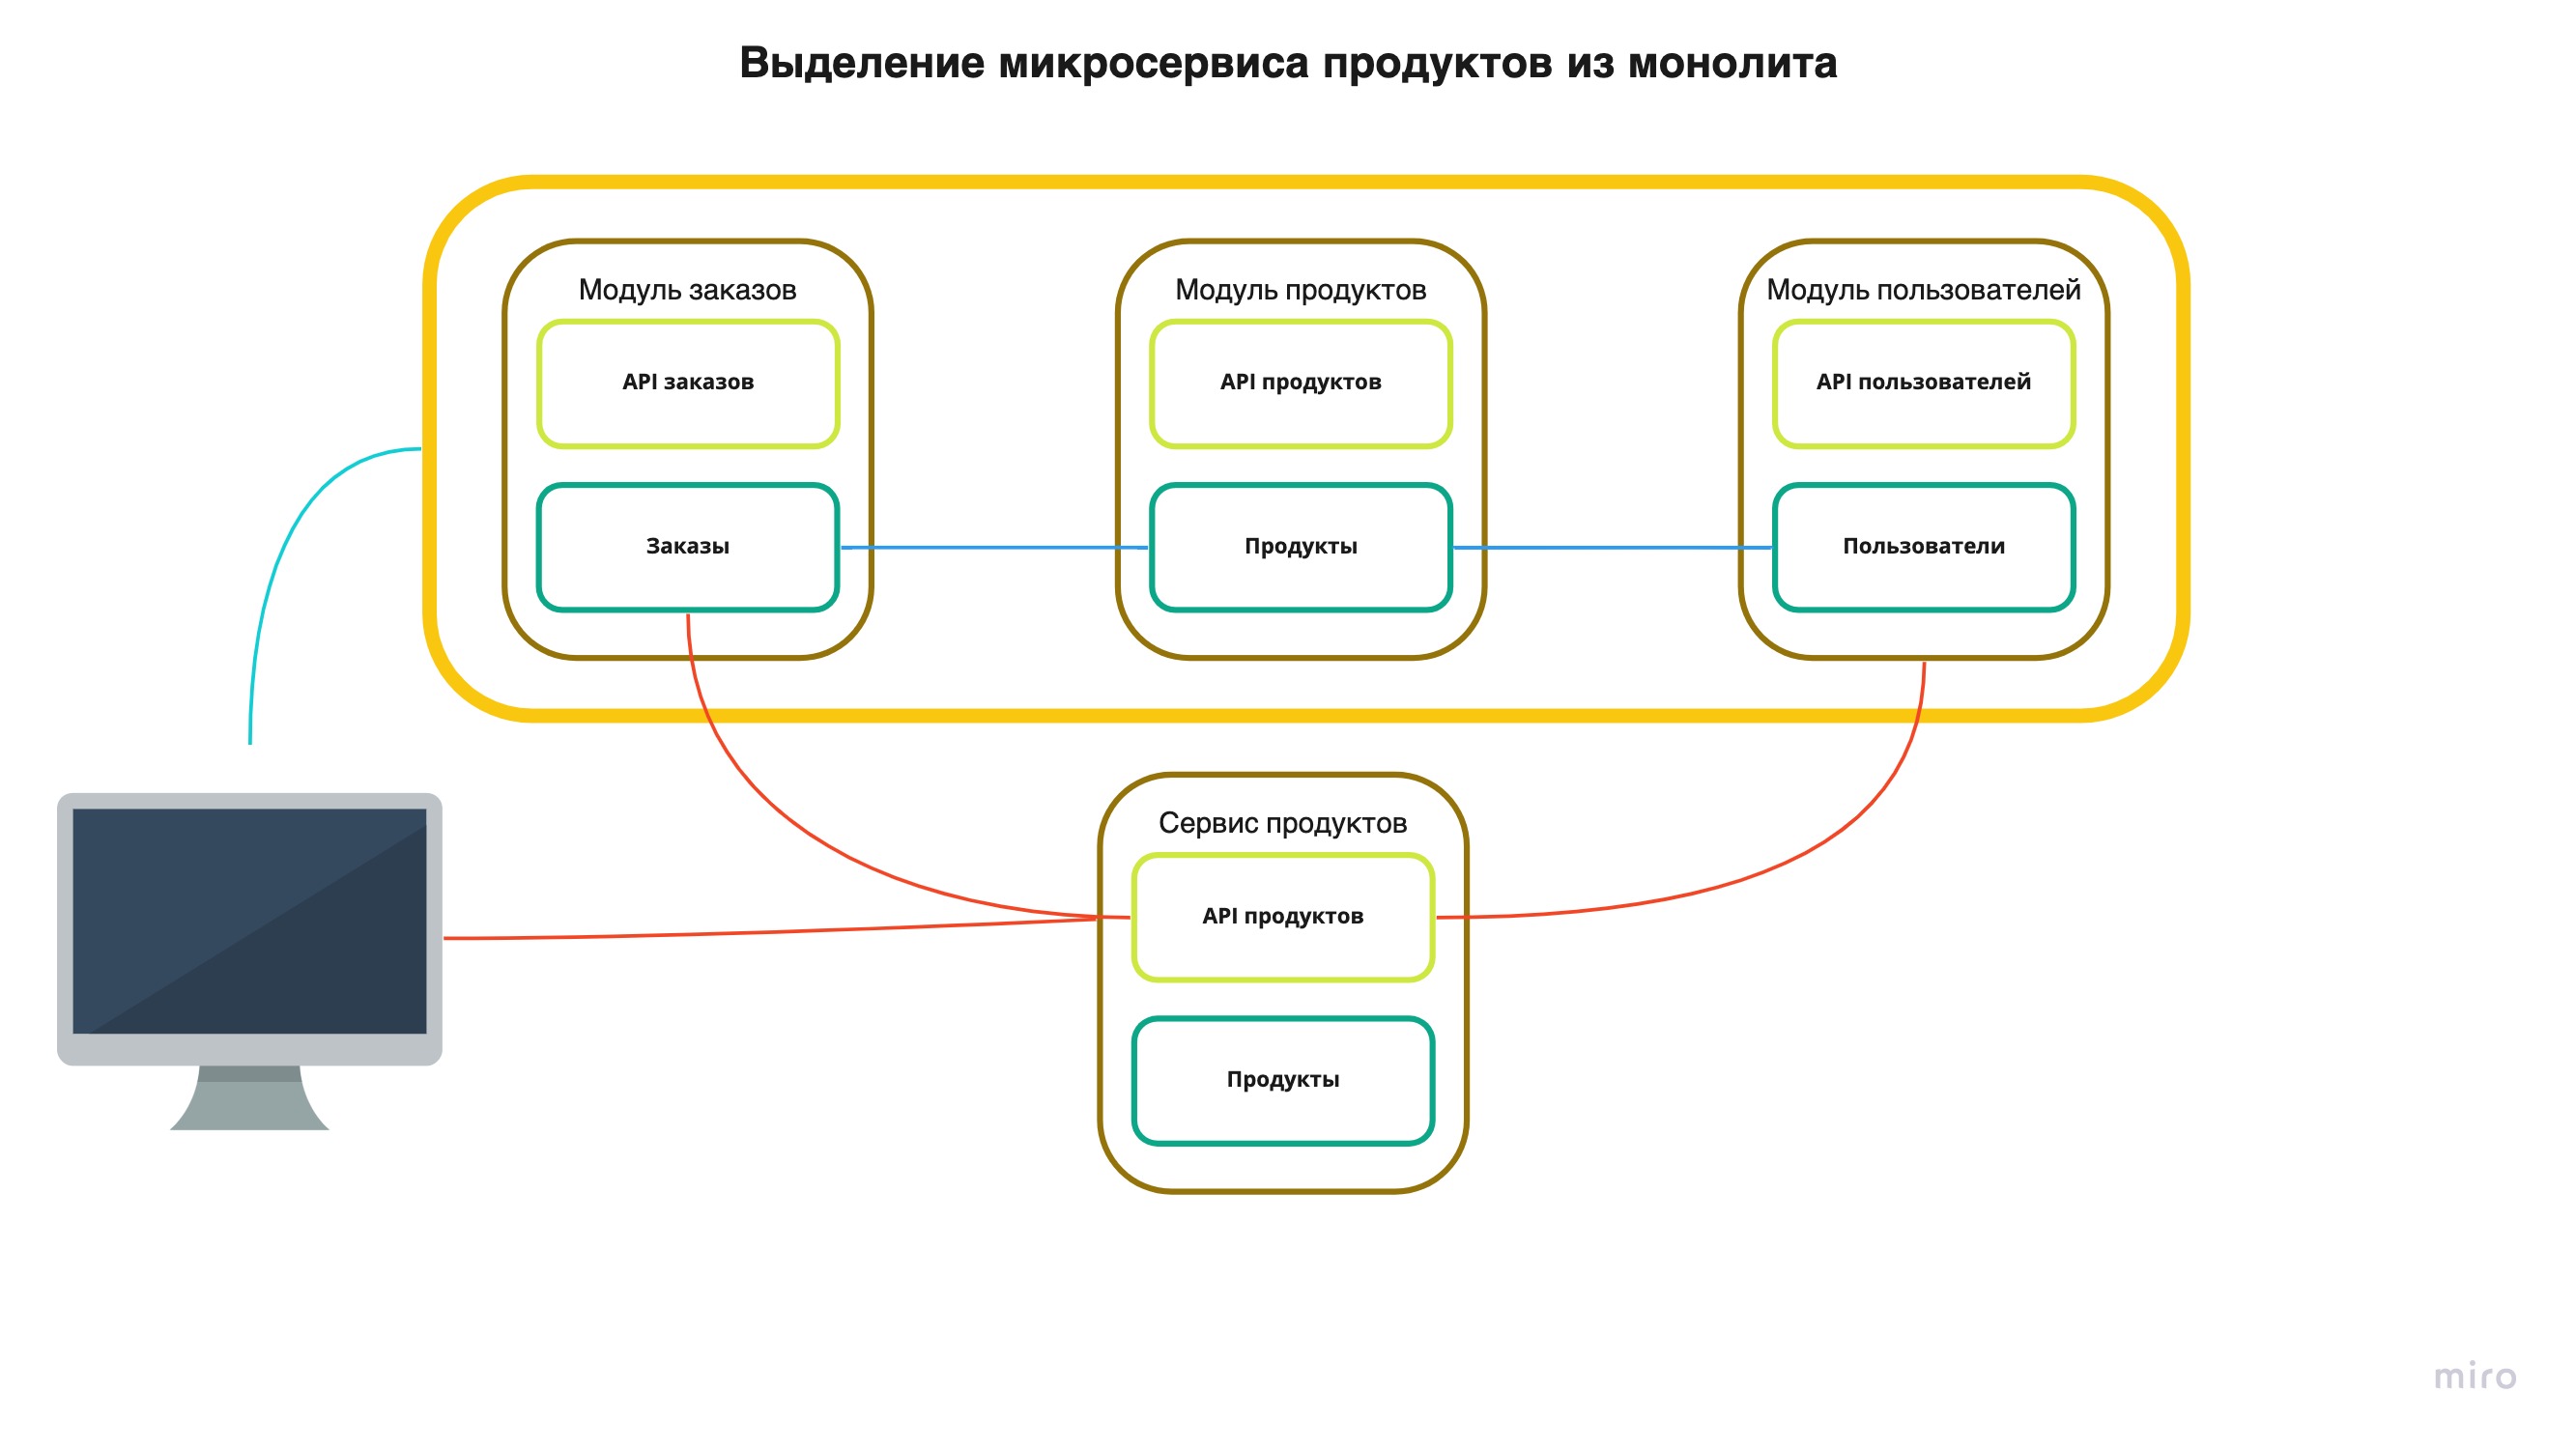 Выделение микросервиса продуктов из монолита
Модуль заказов
API заказов
Заказы
Модуль продуктов
API продуктов
Продукты
Модуль пользователей
API пользователей
Пользователи
Сервис продуктов
API продуктов
Продукты
miro